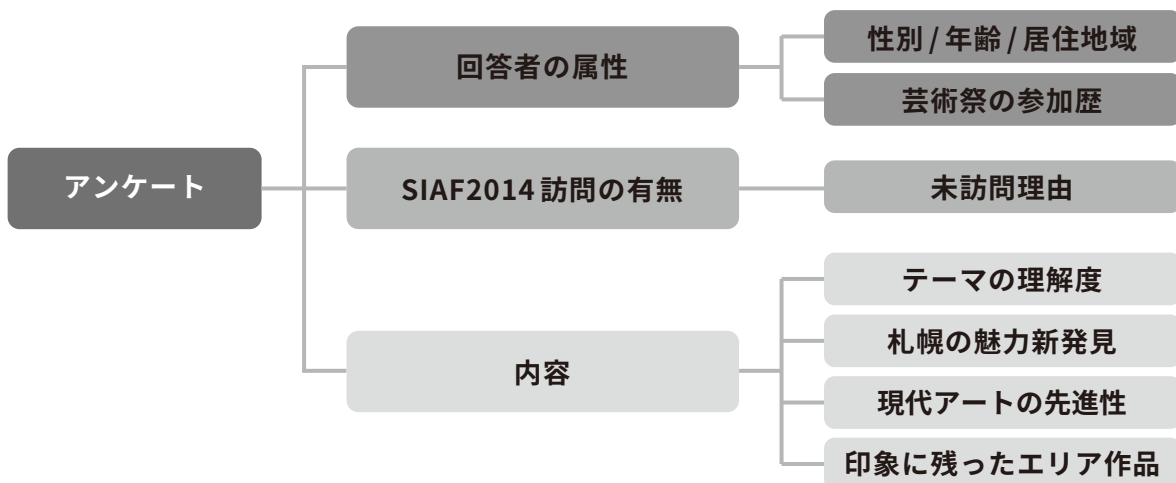 アンケート
回答者の属性
性別 / 年齢 / 居住地域
芸術祭の参加歴
SIAF2014 訪問の有無
未訪問理由
内容
テーマの理解度
札幌の魅力新発見
現代アートの先進性
印象に残ったエリア作品